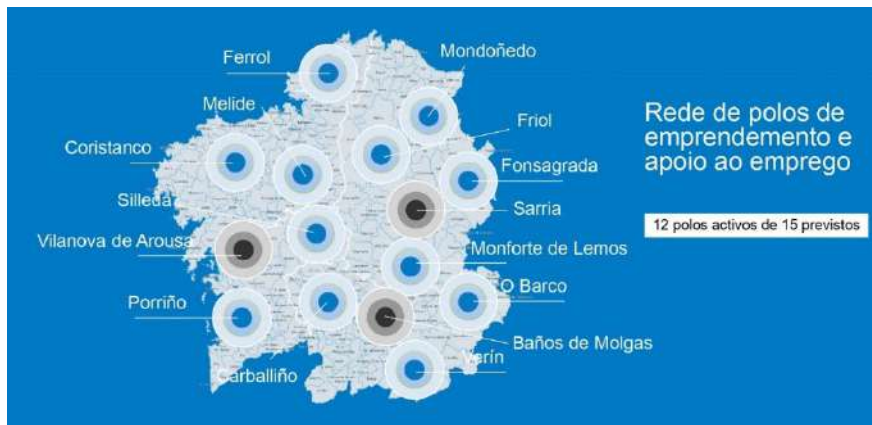 Ferrol
Mondoñedo
Melide
Friol
Coristanco
Fonsagrada
Silleda
Sarria
Vilanova de Arousa
Monforte de Lemos
O Barco
Porriño
Baños de Molgas
Verín
Carballiño
Rede de polos de
emprendemento e
apoio ao emprego
12 polos activos de 15 previstos